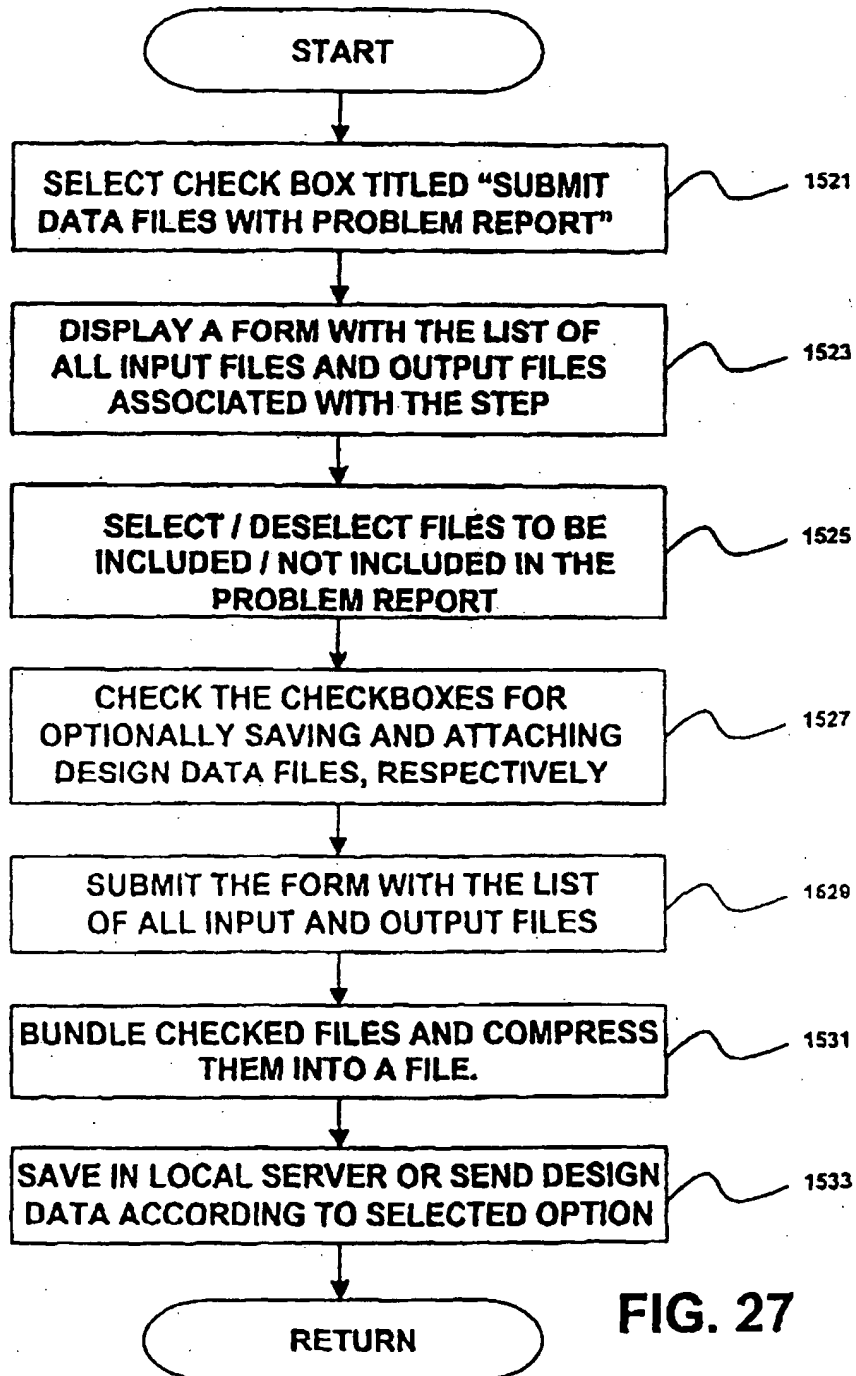 START
SELECT CHECK BOX TITLED “SUBMIT
DATA FILES WITH PROBLEM REPORT”
1521
DISPLAY A FORM WITH THE LIST OF
ALL INPUT FILES AND OUTPUT FILES
ASSOCIATED WITH THE STEP
1523
SELECT / DESELECT FILES TO BE
INCLUDED / NOT INCLUDED IN THE
PROBLEM REPORT
1525
CHECK THE CHECKBOXES FOR
OPTIONALLY SAVING AND ATTACHING
DESIGN DATA FILES, RESPECTIVELY
1527
SUBMIT THE FORM WITH THE LIST
OF ALL INPUT AND OUTPUT FILES
1529
BUNDLE CHECKED FILES AND COMPRESS
THEM INTO A FILE.
1531
SAVE IN LOCAL SERVER OR SEND DESIGN
DATA ACCORDING TO SELECTED OPTION
1533
RETURN
FIG. 27